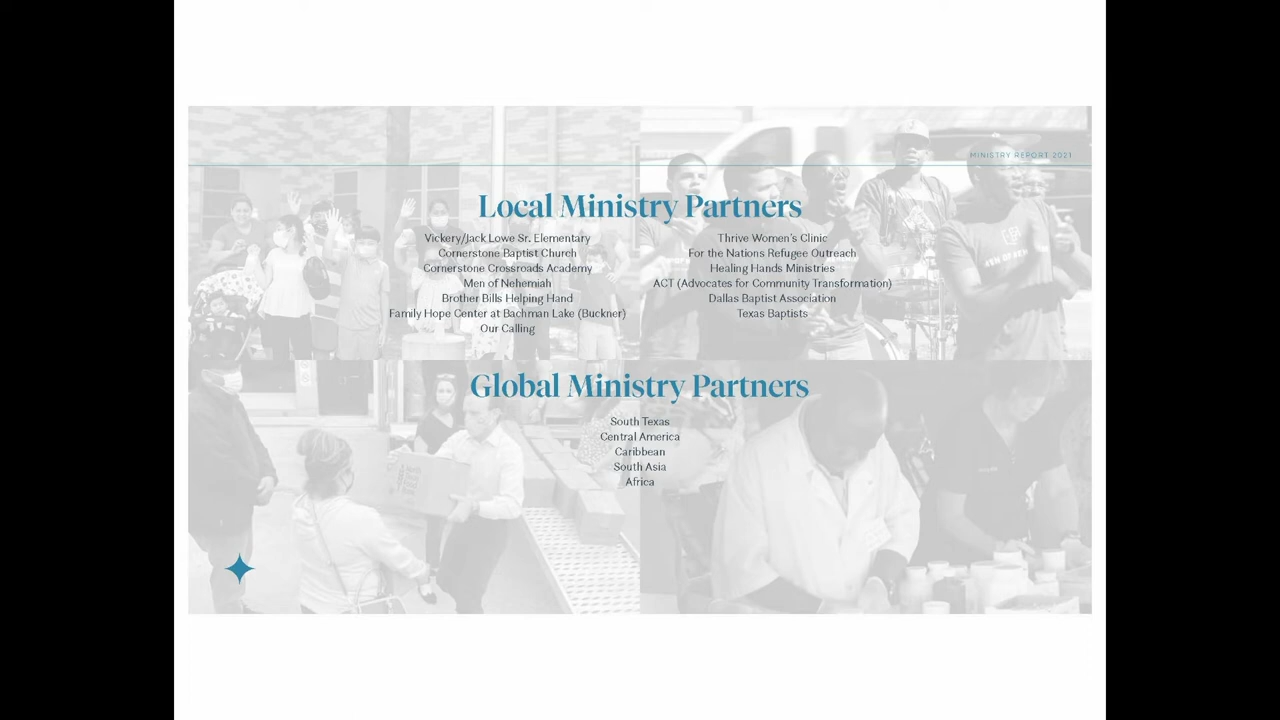 MINISTRY REPORT 2021
Local Ministry Partners
Vickery/Jack Lowe Sr. Elementary
Cornerstone Baptist Church
Cornerstone Crossroads Academy
Men of Nehemiah
Brother Bills Helping Hand
Family Hope Center at Bachman Lake (Buckner)
Our Calling
Thrive Women's Clinic
For the Nations Refugee Outreach
Healing Hands Ministries
ACT (Advocates for Community Transformation)
Dallas Baptist Association
Texas Baptists
Global Ministry Partners
South Texas
Central America
Caribbean
South Asia
Africa